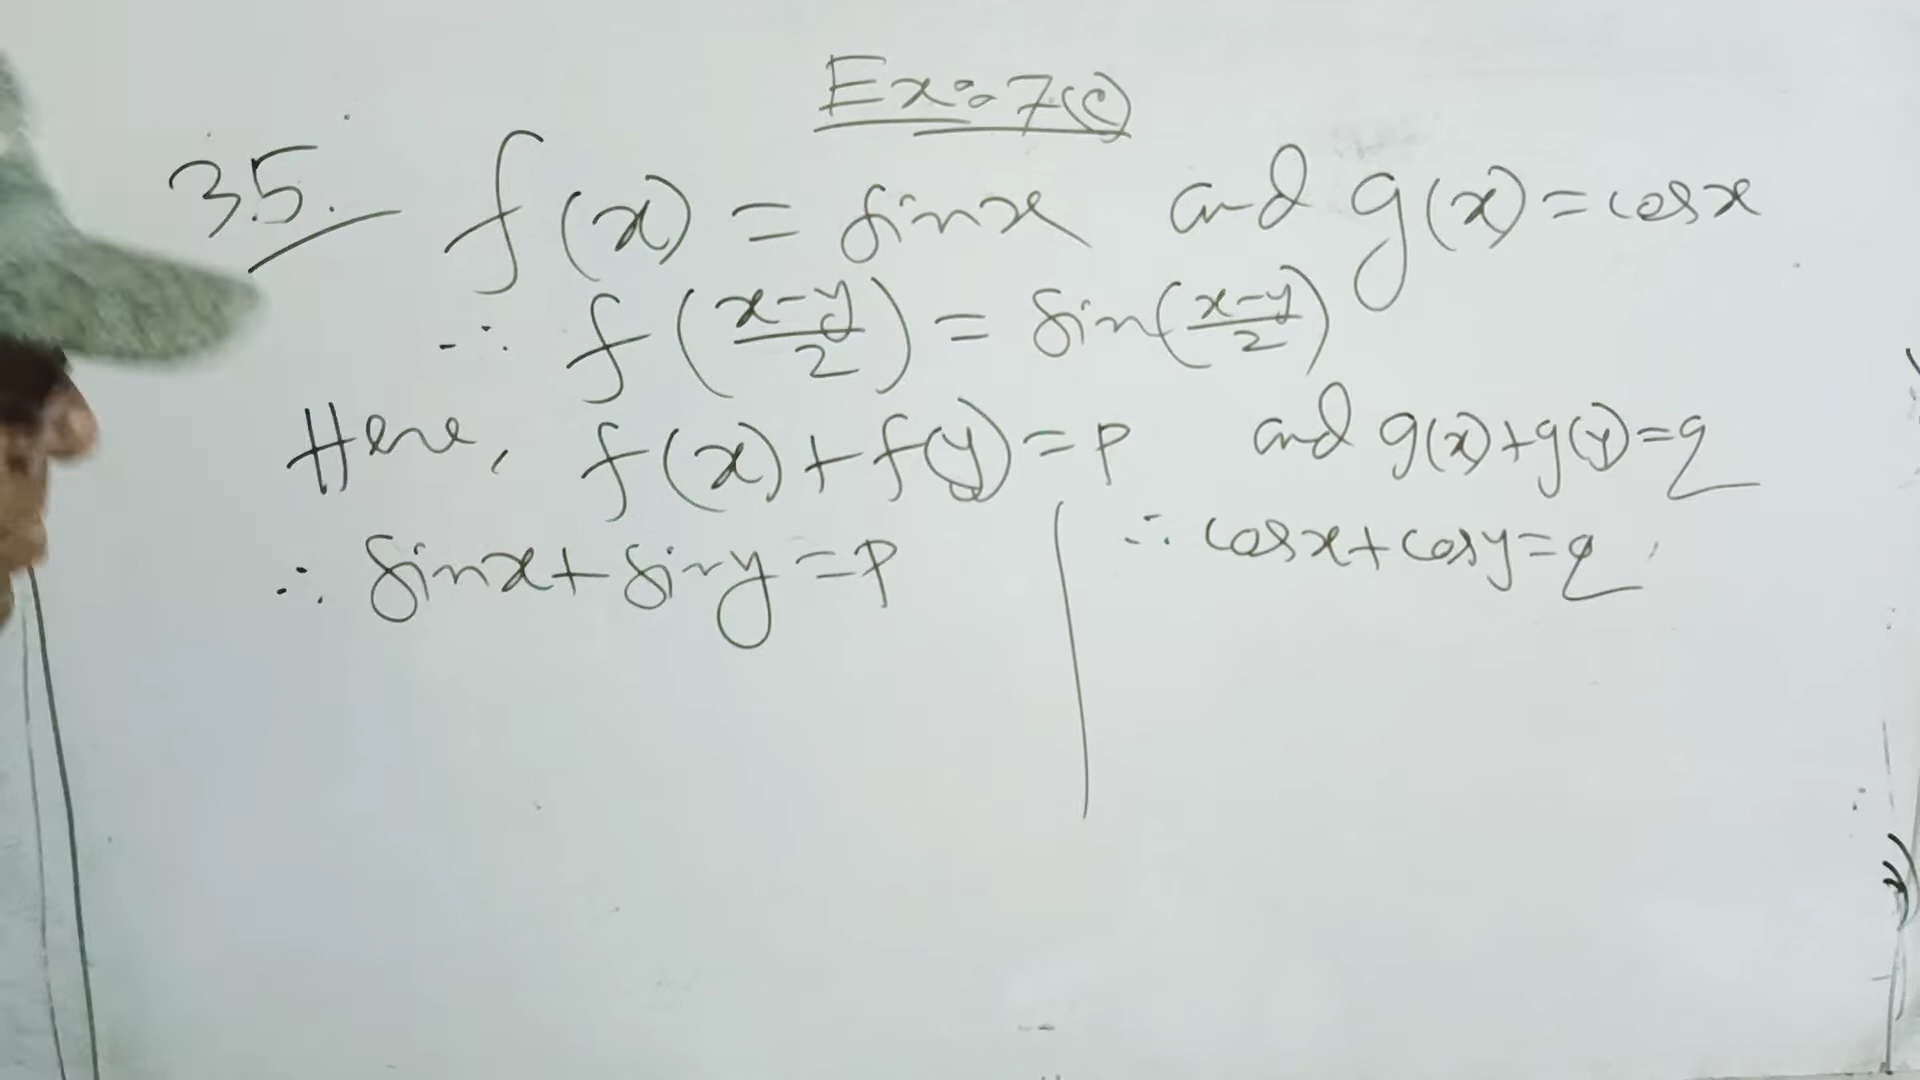 Ex:- 7(c)
35. f(x) = sinx and g(x) = cosx
∴ f((x-y)/2) = sin((x-y)/2)
Here, f(x)+f(y)=p and g(x)+g(y)=q
∴ sinx+siny=p ∴ cosx+cosy=q